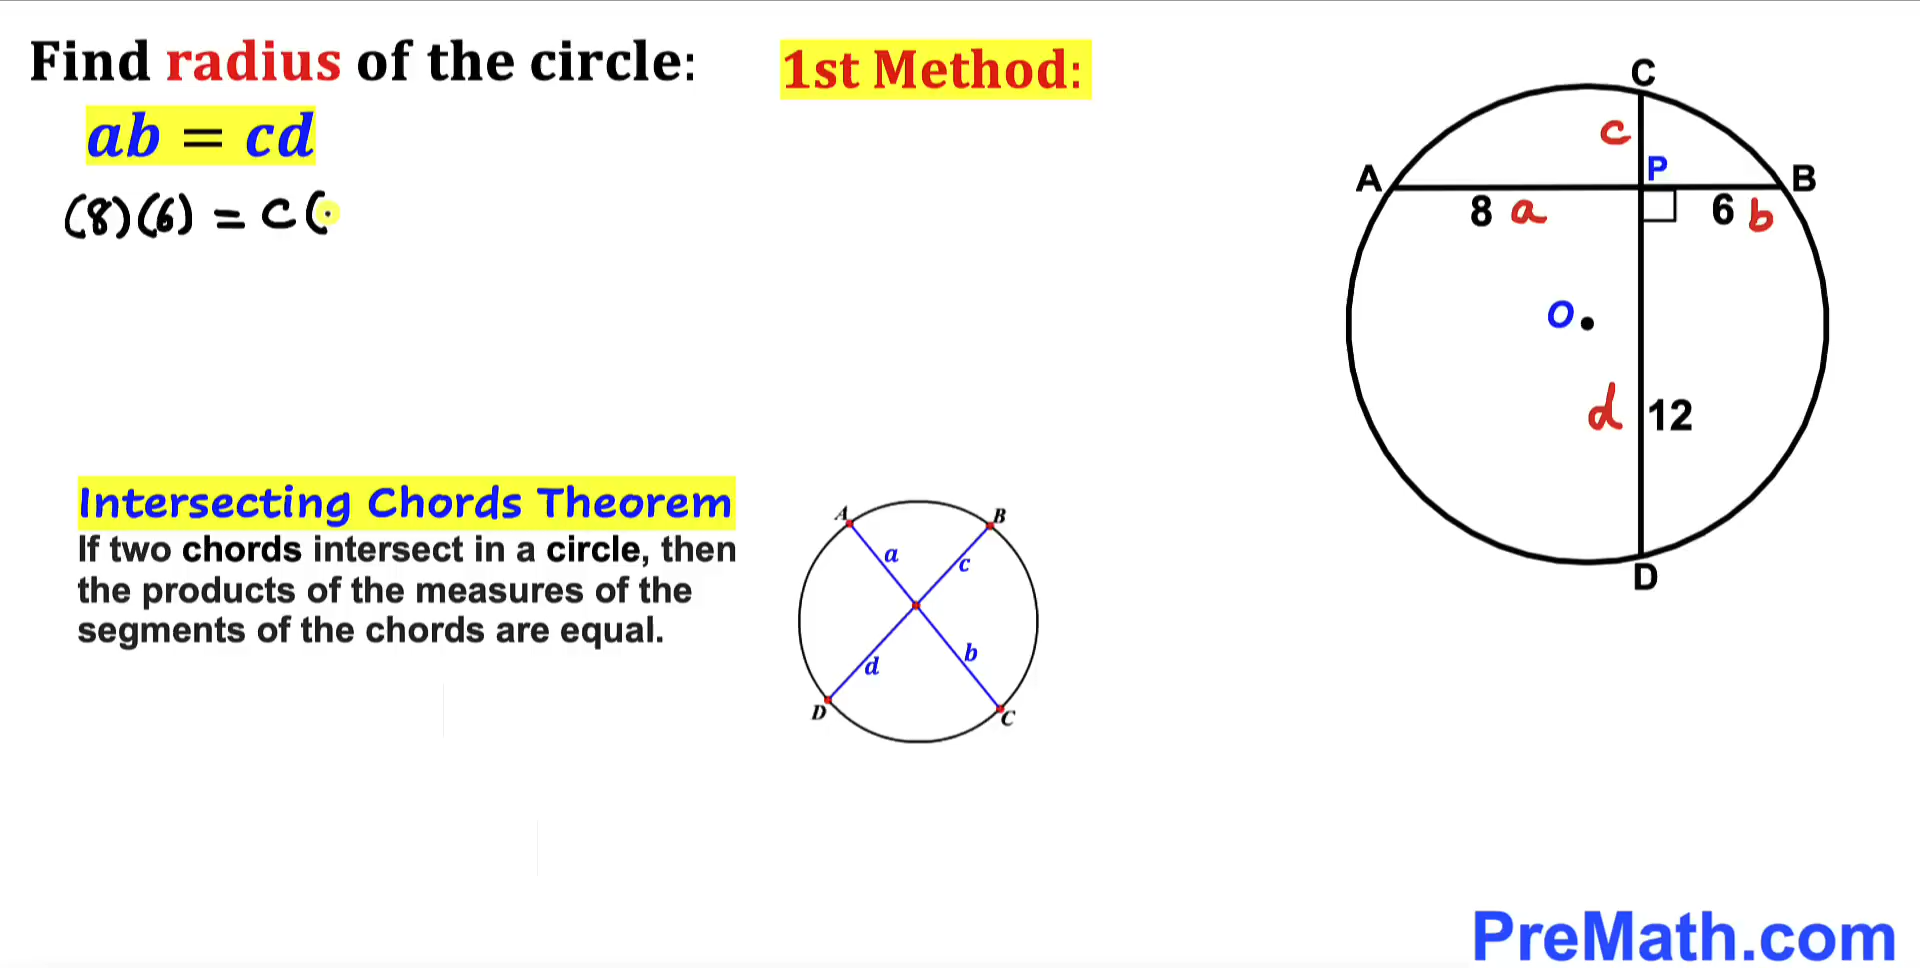 Find radius of the circle:
1st Method:
ab = cd
(8)(6) = c(
C
c
P
A
B
8 a
6 b
O
d
12
D
Intersecting Chords Theorem
If two chords intersect in a circle, then
the products of the measures of the
segments of the chords are equal.
A
B
a
c
d
b
D
C
PreMath.com